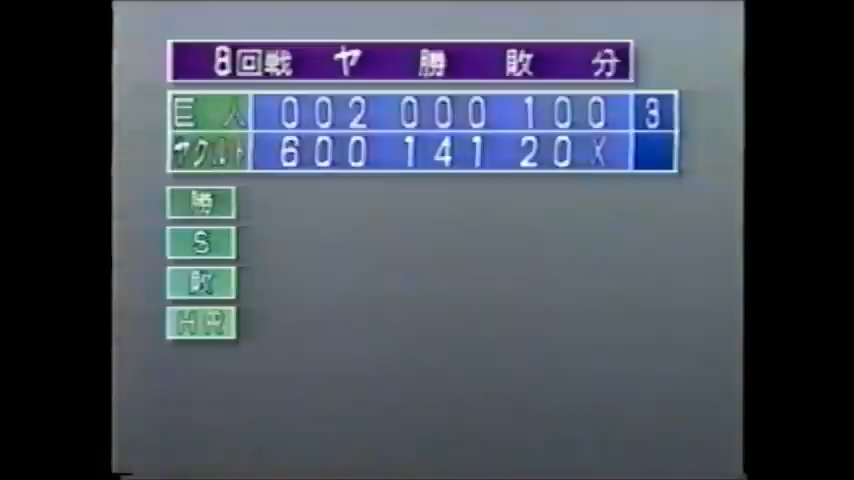 8回戦 ヤ 勝 敗 分
巨人 002 000 100 3
ヤクルト 600 141 20X
勝
S
敗
HR